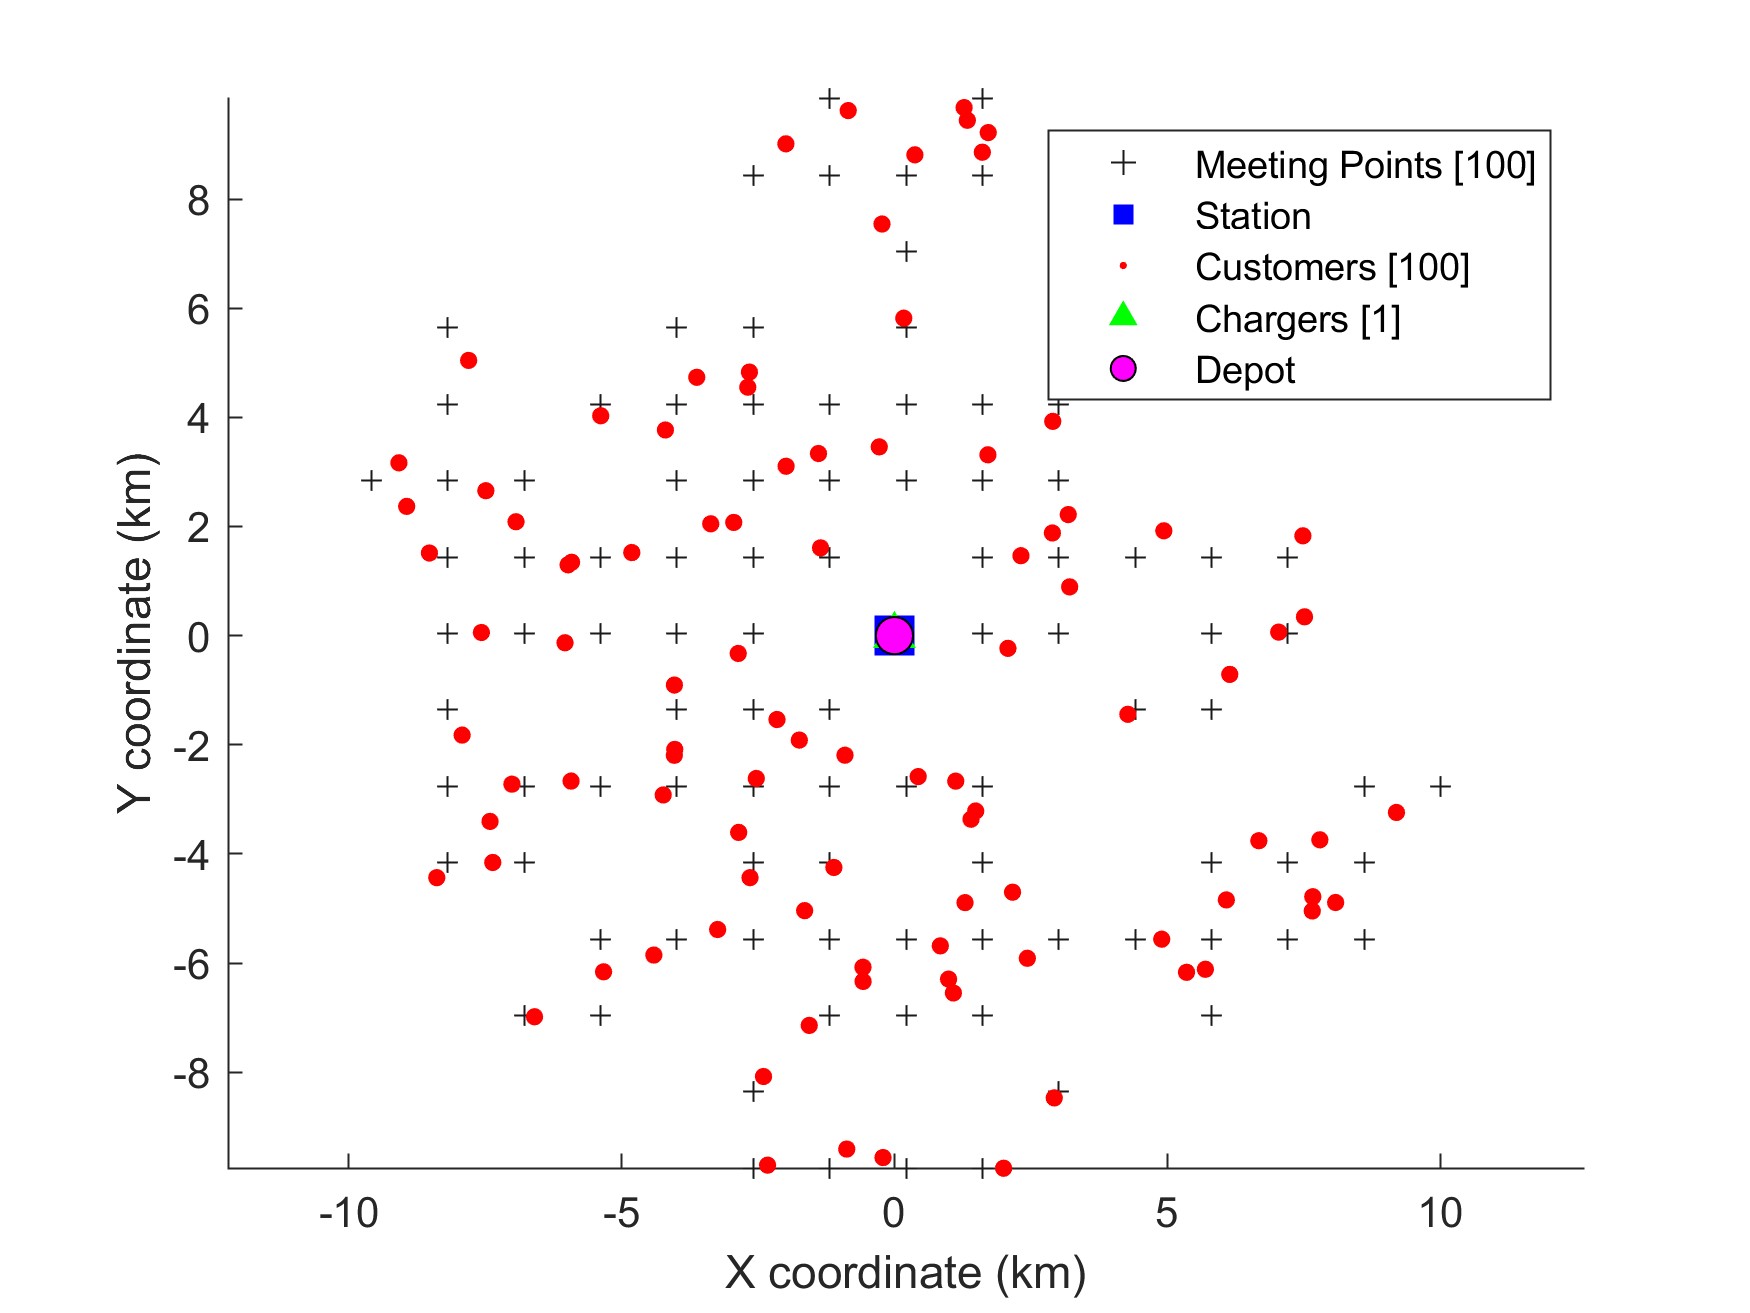 Meeting Points [100]
Station
Customers [100]
Chargers [1]
Depot
8
6
4
2
0
-2
-4
-6
-8
Y coordinate (km)
-10 -5 0 5 10
X coordinate (km)